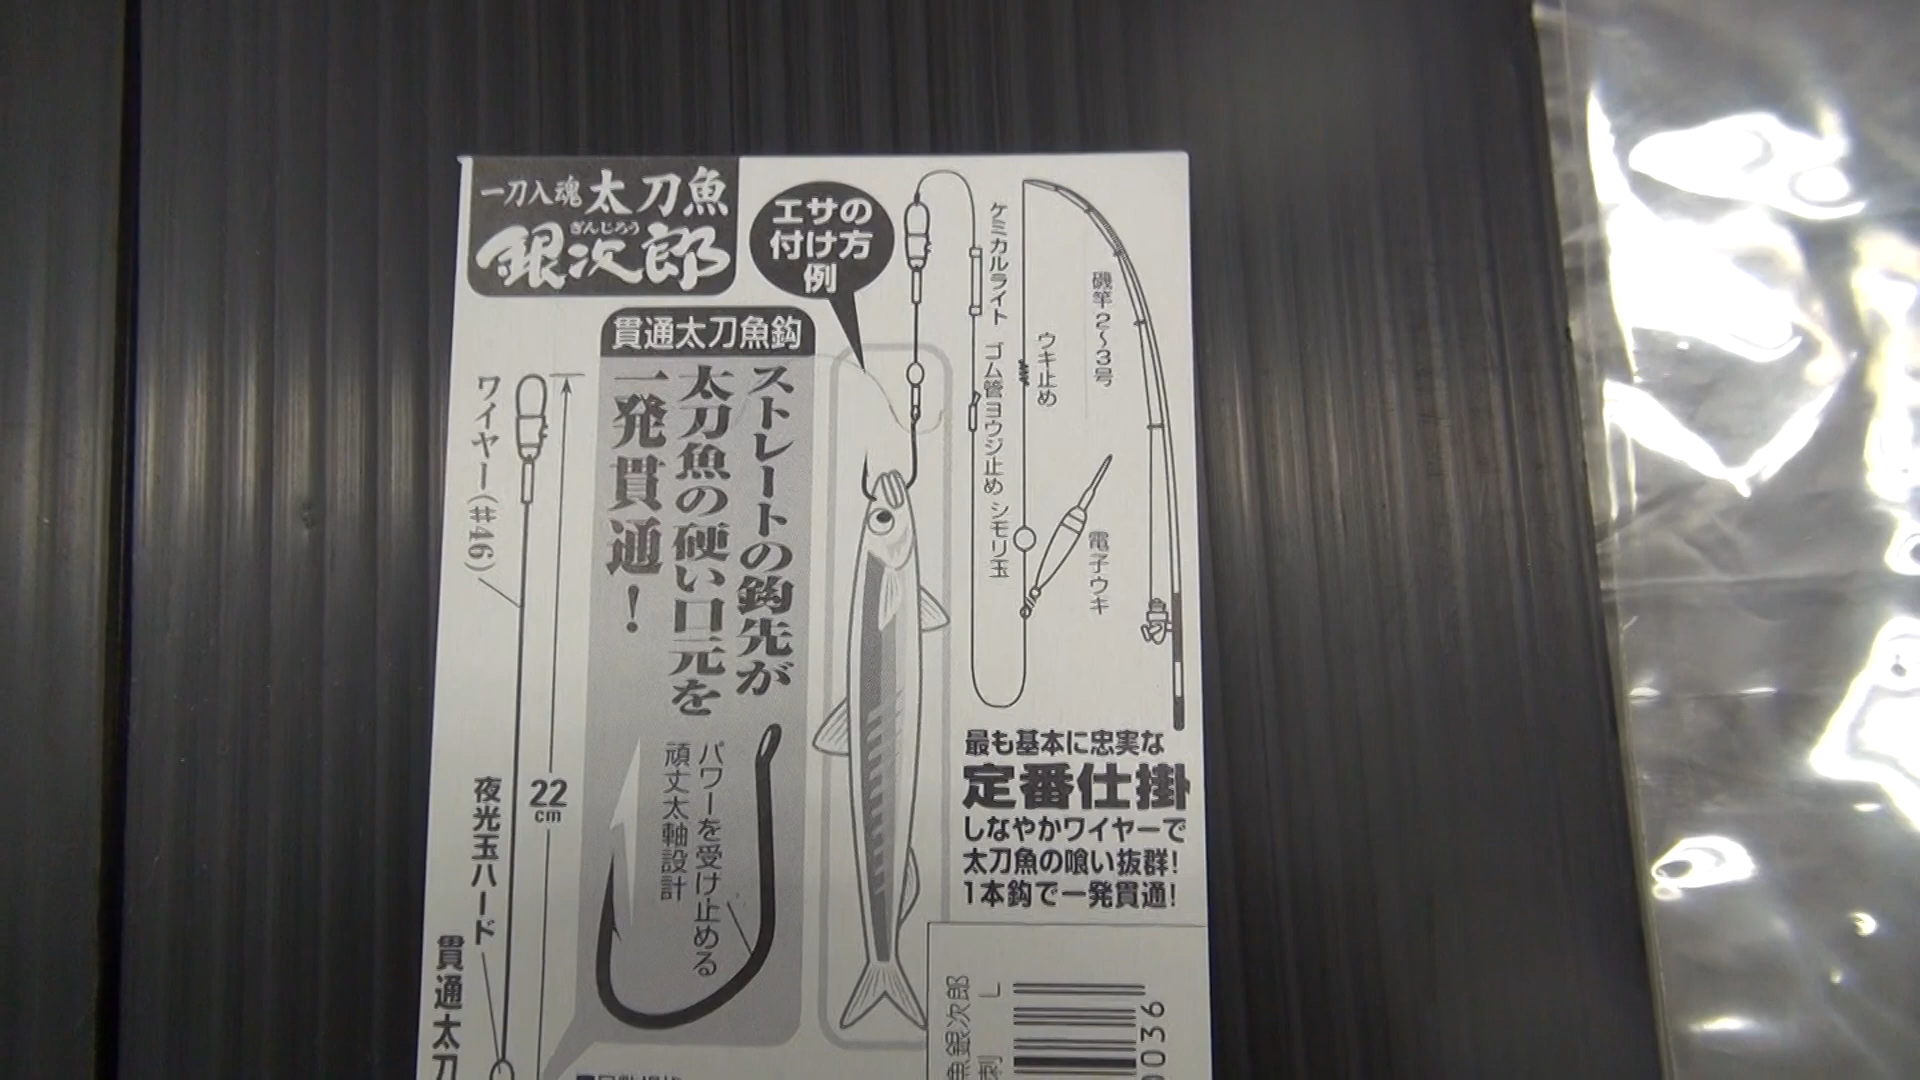 一刀入魂 太刀魚
ぎんじろう
銀次郎
エサの
付け方
例
貫通太刀魚鈎
ストレートの鈎先が
太刀魚の硬い口元を
一発貫通!
パワーを受け止める
頑丈太軸設計
ワイヤー(#46)
22
cm
夜光玉ハード
貫通太刀
ケミカルライト
ゴム管ヨウジ止め
シモリ玉
ウキ止め
磯竿2~3号
電子ウキ
最も基本に忠実な
定番仕掛
しなやかワイヤーで
太刀魚の喰い抜群!
1本鈎で一発貫通!
魚銀次郎
L
0036